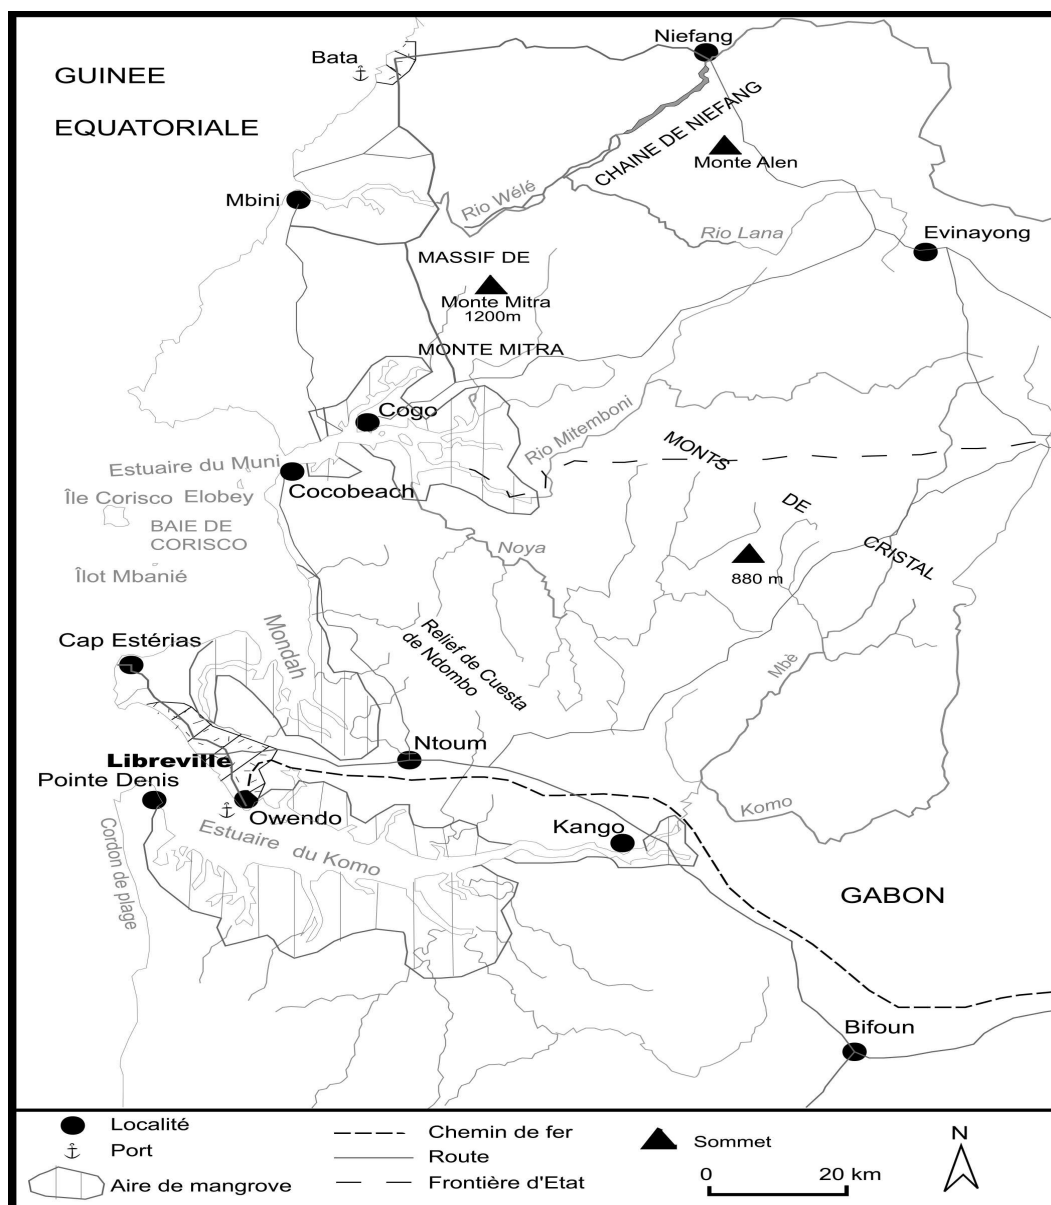 Niefang
Bata
GUINEE
EQUATORIALE
CHAINE DE NIEFANG
Monte Alen
Mbini
Rio Wélé
Rio Lana
Evinayong
MASSIF DE
Monte Mitra
1200m
MONTE MITRA
Cogo
Rio Mitemboni
MONTS
DE
CRISTAL
Estuaire du Muni
Cocobeach
Île Corisco
Elobey
BAIE DE
CORISCO
Noya
880 m
Îlot Mbanié
Cap Estérias
Mondah
Relief de Cuesta
de Ndombo
Mbè
Ntoum
Libreville
Pointe Denis
Owendo
Komo
Kango
Estuaire du Komo
Cordon de plage
GABON
Bifoun
Localité
Port
Aire de mangrove
Chemin de fer
Route
Frontière d'Etat
Sommet
0 20 km
N